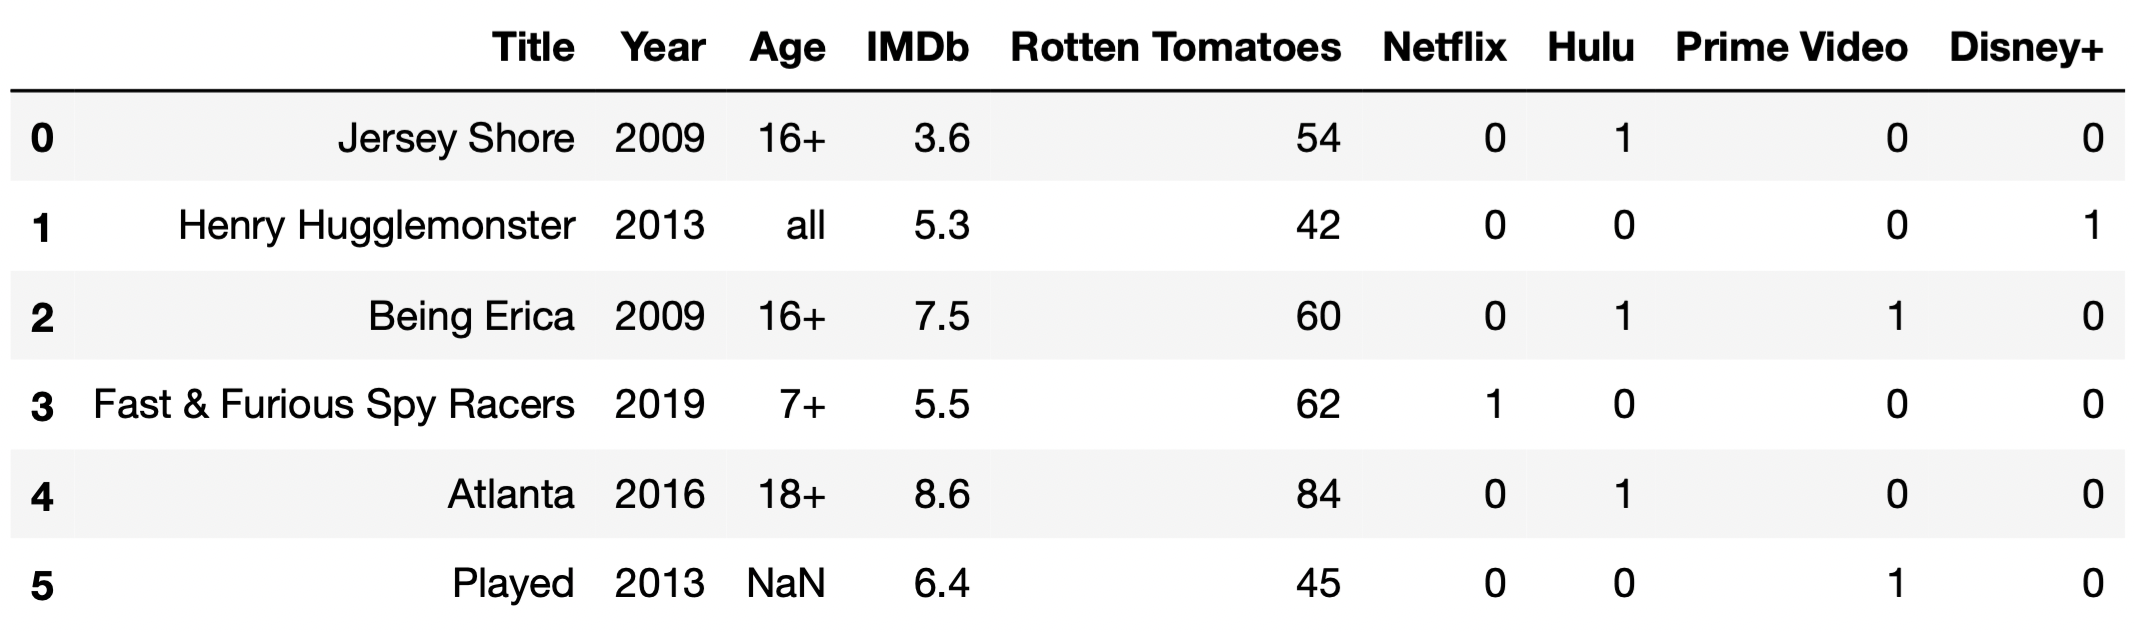 Title Year Age IMDb Rotten Tomatoes Netflix Hulu Prime Video Disney+
0 Jersey Shore 2009 16+ 3.6 54 0 1 0 0
1 Henry Hugglemonster 2013 all 5.3 42 0 0 0 1
2 Being Erica 2009 16+ 7.5 60 0 1 1 0
3 Fast & Furious Spy Racers 2019 7+ 5.5 62 1 0 0 0
4 Atlanta 2016 18+ 8.6 84 0 1 0 0
5 Played 2013 NaN 6.4 45 0 0 1 0